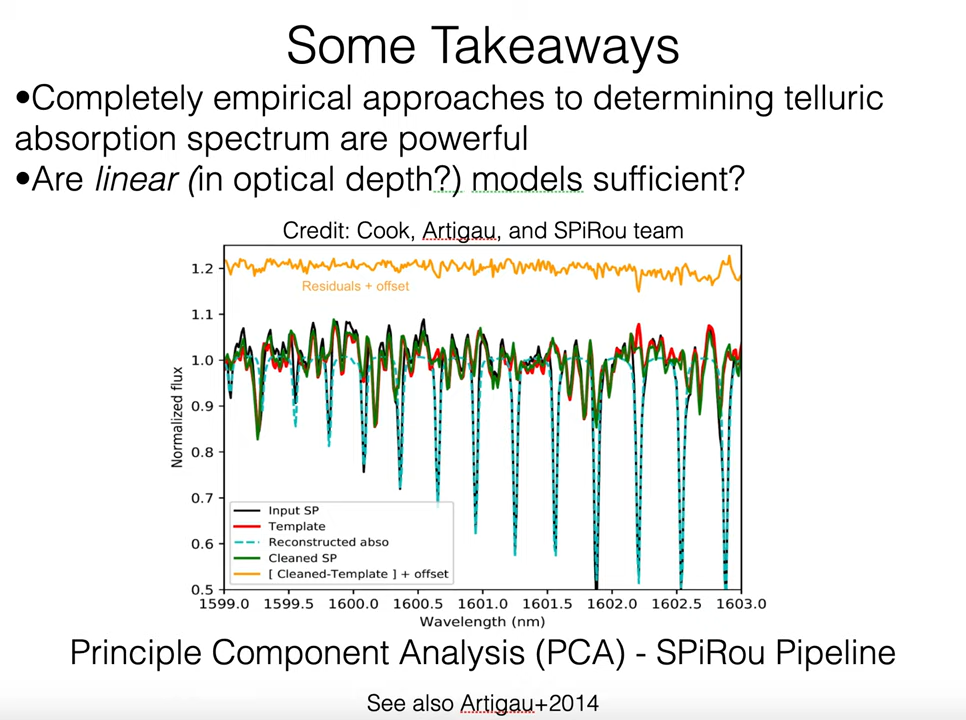 Some Takeaways
•Completely empirical approaches to determining telluric
absorption spectrum are powerful
•Are linear (in optical depth?) models sufficient?
Credit: Cook, Artigau, and SPiRou team
1.2
1.1
1.0
0.9
0.8
0.7
0.6
0.5
Normalized flux
Residuals + offset
Input SP
Template
Reconstructed abso
Cleaned SP
[ Cleaned-Template ] + offset
1599.0 1599.5 1600.0 1600.5 1601.0 1601.5 1602.0 1602.5 1603.0
Wavelength (nm)
Principle Component Analysis (PCA) - SPiRou Pipeline
See also Artigau+2014